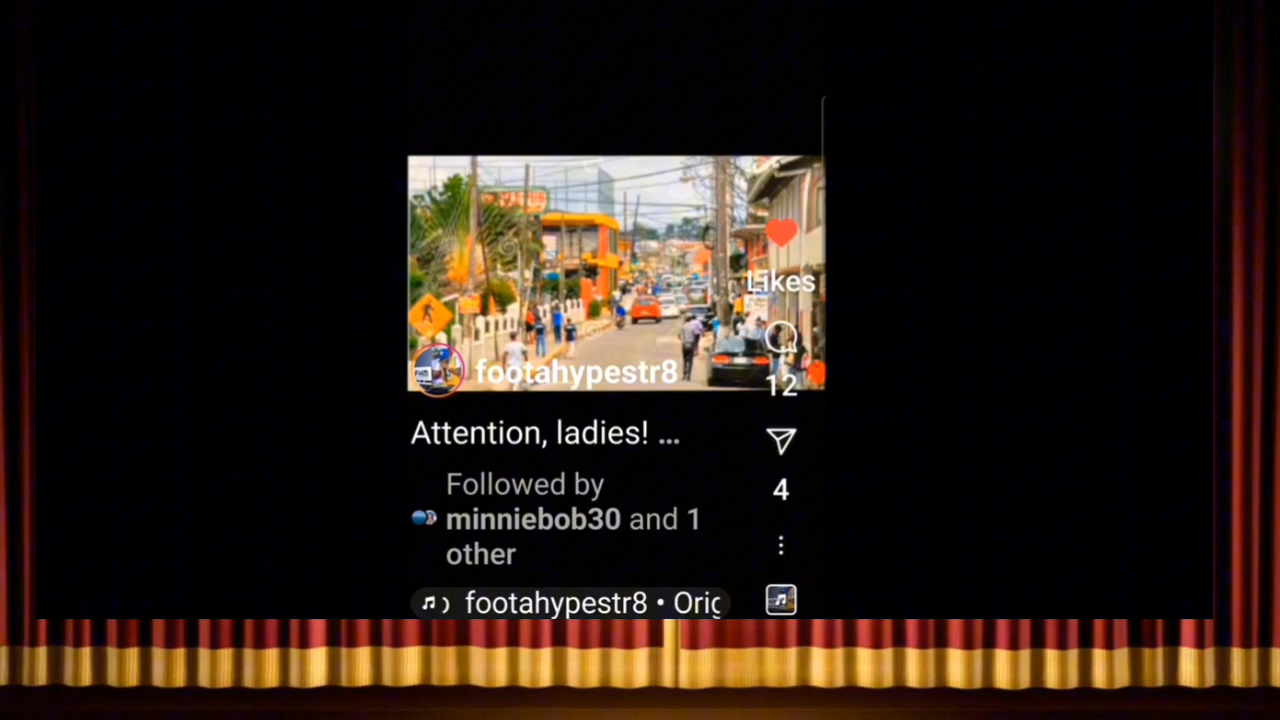 Likes
12
footahypestr8
Attention, ladies! ...
4
Followed by
minniebob30 and 1
other
footahypestr8 • Orig